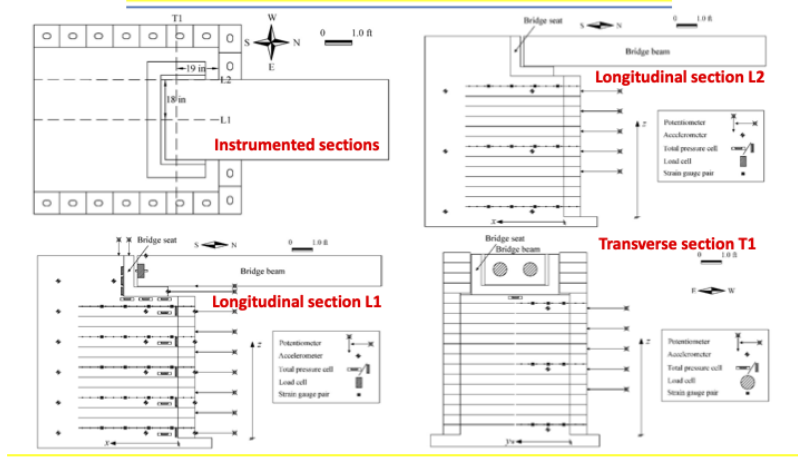 T1
W
S N
E
0 1.0 ft
19 in
L2
18 in
L1
Instrumented sections
Bridge seat
S N
0 1.0 ft
Bridge beam
Longitudinal section L2
Potentiometer
Accelerometer
Total pressure cell
Load cell
Strain gauge pair
z
x
Bridge seat
S N
0 1.0 ft
Bridge beam
Longitudinal section L1
Potentiometer
Accelerometer
Total pressure cell
Load cell
Strain gauge pair
z
x
Bridge seat
Bridge beam
Transverse section T1
0 1.0 ft
E W
Potentiometer
Accelerometer
Total pressure cell
Load cell
Strain gauge pair
z
y